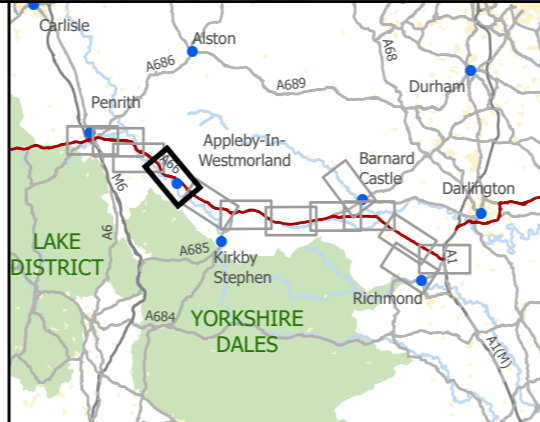 Carlisle
Alston
A686
A68
A689
Durham
Penrith
Appleby-In-
Westmorland
Barnard
Castle
A66
Darlington
M6
A6
LAKE
DISTRICT
A685
Kirkby
Stephen
A1
Richmond
A684
YORKSHIRE
DALES
A1(M)